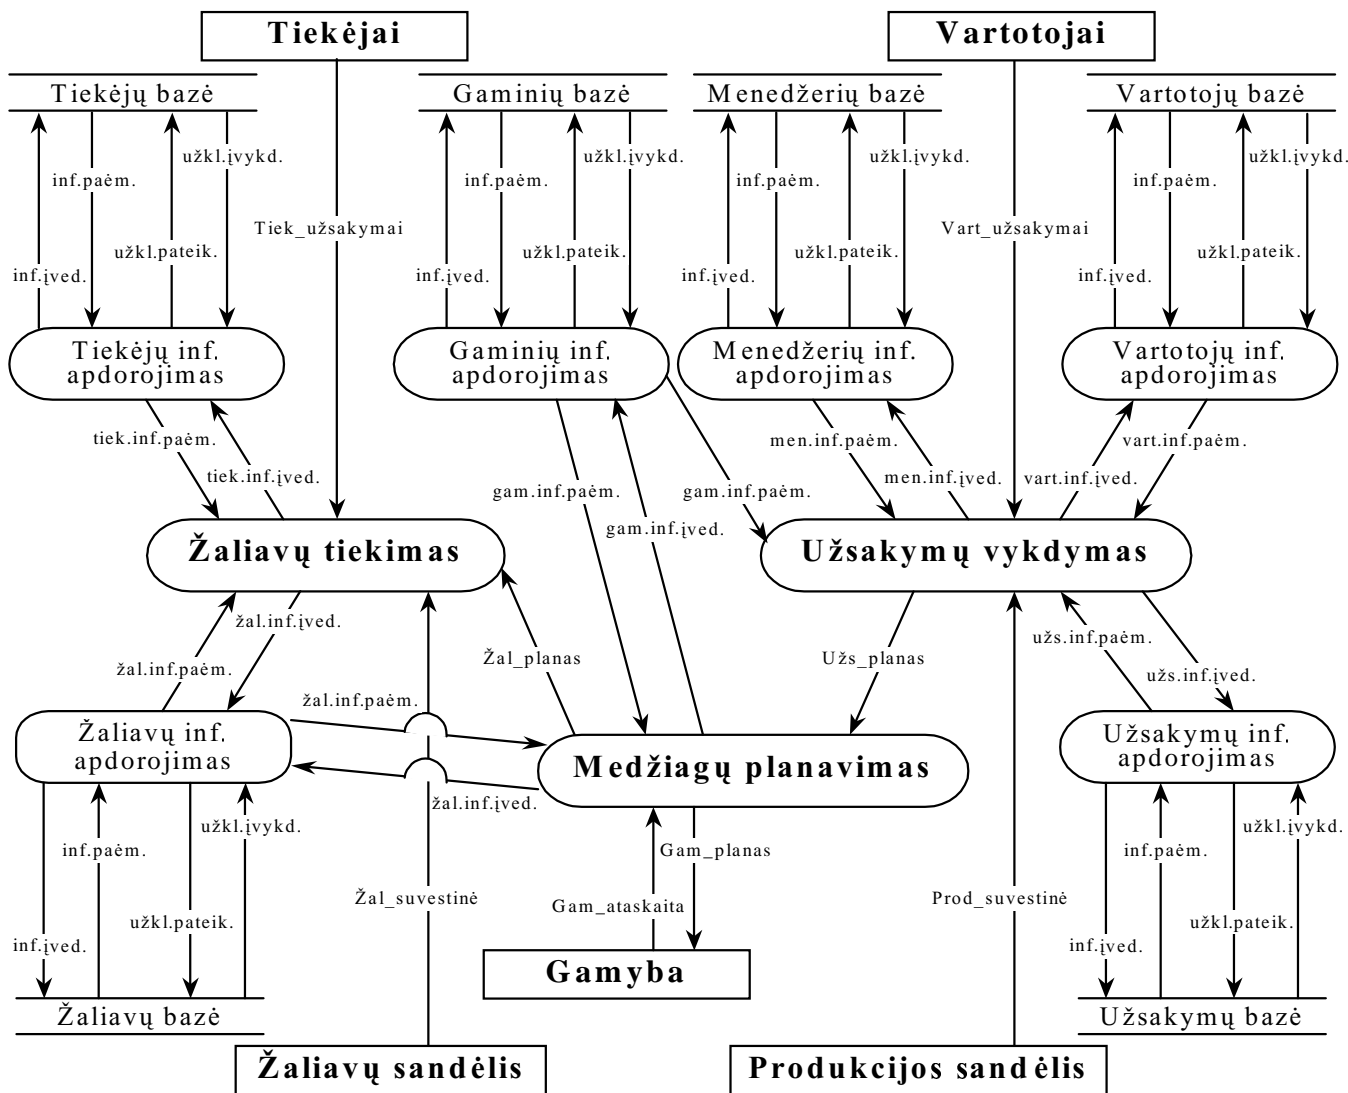 Tiekėjai
Vartotojai
Tiekėjų bazė
Gaminių bazė
Menedžerių bazė
Vartotojų bazė
užkl.įvykd.
užkl.įvykd.
užkl.įvykd.
užkl.įvykd.
inf.paėm.
inf.paėm.
inf.paėm.
inf.paėm.
Tiek_užsakymai
Vart_užsakymai
užkl.pateik.
užkl.pateik.
užkl.pateik.
užkl.pateik.
inf.įved.
inf.įved.
inf.įved.
inf.įved.
Tiekėjų inf.
apdorojimas
Gaminių inf.
apdorojimas
Menedžerių inf.
apdorojimas
Vartotojų inf.
apdorojimas
tiek.inf.paėm.
men.inf.paėm.
vart.inf.paėm.
tiek.inf.įved.
gam.inf.paėm.
gam.inf.paėm.
men.inf.įved.
vart.inf.įved.
gam.inf.įved.
Žaliavų tiekimas
Užsakymų vykdymas
žal.inf.įved.
užs.inf.paėm.
žal.inf.paėm.
Žal_planas
Užs_planas
užs.inf.įved.
žal.inf.paėm.
Žaliavų inf.
apdorojimas
Medžiagų planavimas
Užsakymų inf.
apdorojimas
žal.inf.įved.
užkl.įvykd.
užkl.įvykd.
inf.paėm.
Gam_planas
inf.paėm.
Žal_suvestinė
Gam_ataskaita
Prod_suvestinė
užkl.pateik.
užkl.pateik.
inf.įved.
inf.įved.
Gamyba
Žaliavų bazė
Užsakymų bazė
Žaliavų sandėlis
Produkcijos sandėlis